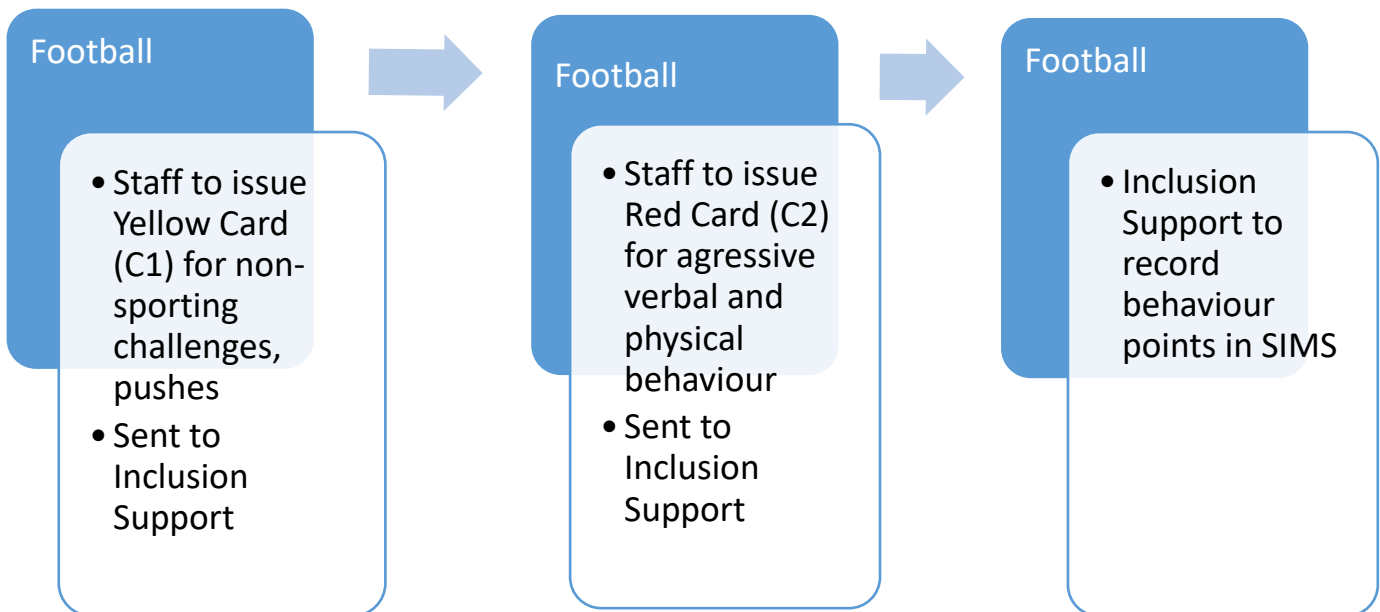 Football
• Staff to issue
Yellow Card
(C1) for non-
sporting
challenges,
pushes
• Sent to
Inclusion
Support
Football
• Staff to issue
Red Card (C2)
for agressive
verbal and
physical
behaviour
• Sent to
Inclusion
Support
Football
• Inclusion
Support to
record
behaviour
points in SIMS